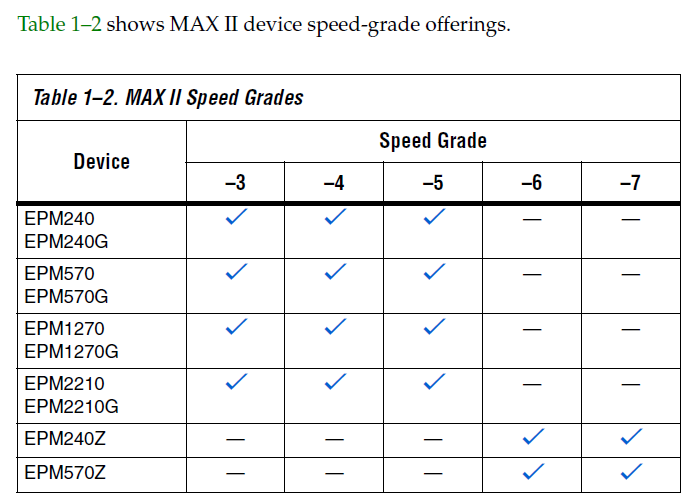 Table 1–2 shows MAX II device speed-grade offerings.
Table 1–2. MAX II Speed Grades
Device
Speed Grade
–3 –4 –5 –6 –7
EPM240 ✓ ✓ ✓ — —
EPM240G
EPM570 ✓ ✓ ✓ — —
EPM570G
EPM1270 ✓ ✓ ✓ — —
EPM1270G
EPM2210 ✓ ✓ ✓ — —
EPM2210G
EPM240Z — — — ✓ ✓
EPM570Z — — — ✓ ✓